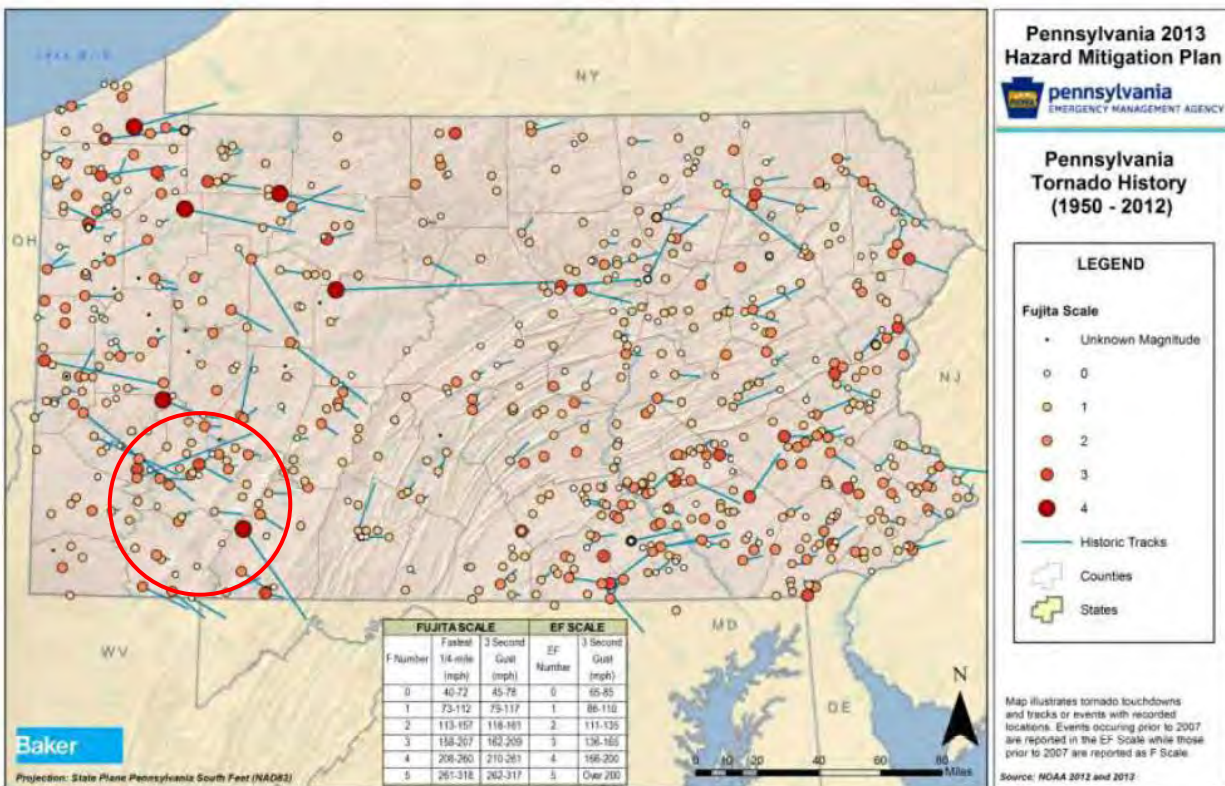 Pennsylvania 2013
Hazard Mitigation Plan
pennsylvania
EMERGENCY MANAGEMENT AGENCY
Pennsylvania
Tornado History
(1950 - 2012)
LEGEND
Fujita Scale
Unknown Magnitude
0
1
2
3
4
Historic Tracks
Counties
States
Map illustrates tornado touchdowns
and tracks or events with recorded
locations. Events occuring prior to 2007
are reported in the EF Scale while those
prior to 2007 are reported as F Scale.
Source: NOAA 2012 and 2013
NY
OH
NJ
WV
MD
DE
N
0 20 40 60 80
Miles
FUJITA SCALE EF SCALE
F Number Fastest 1/4-mile (mph) 3 Second Gust (mph) EF Number 3 Second Gust (mph)
0 40-72 45-78 0 65-85
1 73-112 79-117 1 86-110
2 113-157 118-161 2 111-135
3 158-207 162-209 3 136-165
4 208-260 210-261 4 166-200
5 261-318 262-317 5 Over 200
Baker
Projection: State Plane Pennsylvania South Feet (NAD83)